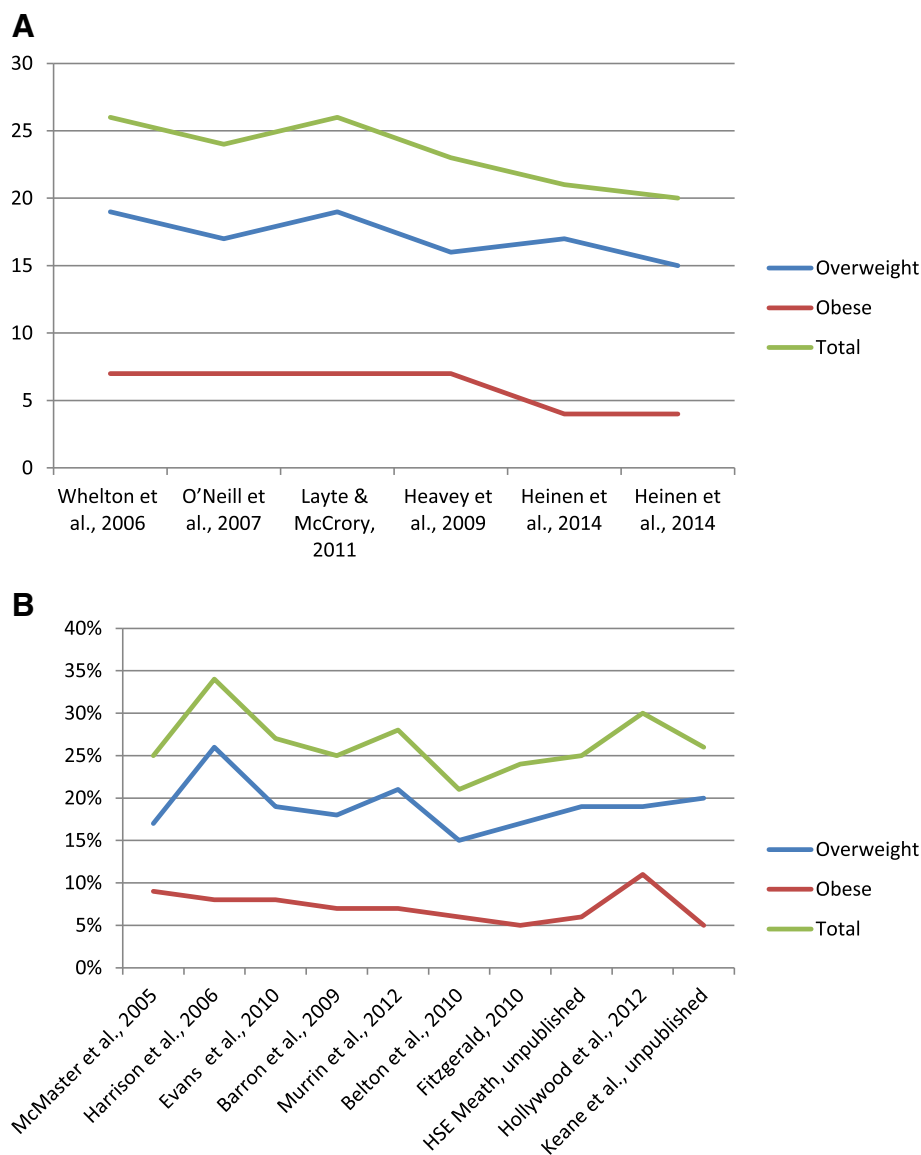 A
30
25
20
15
10
5
0
Whelton et
al., 2006
O’Neill et
al., 2007
Layte &
McCrory,
2011
Heavey et
al., 2009
Heinen et
al., 2014
Heinen et
al., 2014
Overweight
Obese
Total
B
40%
35%
30%
25%
20%
15%
10%
5%
0%
McMaster et al., 2005
Harrison et al., 2006
Evans et al., 2010
Barron et al., 2009
Murrin et al., 2012
Belton et al., 2010
Fitzgerald, 2010
HSE Meath, unpublished
Hollywood et al., 2012
Keane et al., unpublished
Overweight
Obese
Total